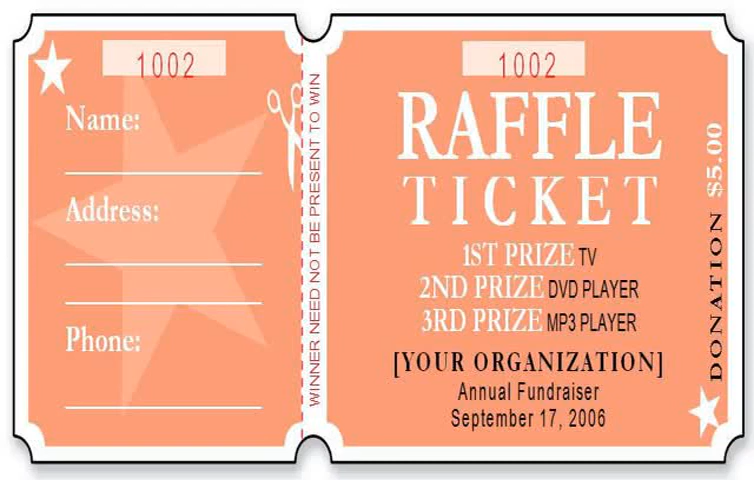 1002
Name:
Address:
Phone:
WINNER NEED NOT BE PRESENT TO WIN
1002
RAFFLE
TICKET
1ST PRIZE TV
2ND PRIZE DVD PLAYER
3RD PRIZE MP3 PLAYER
[YOUR ORGANIZATION]
Annual Fundraiser
September 17, 2006
DONATION $5.00